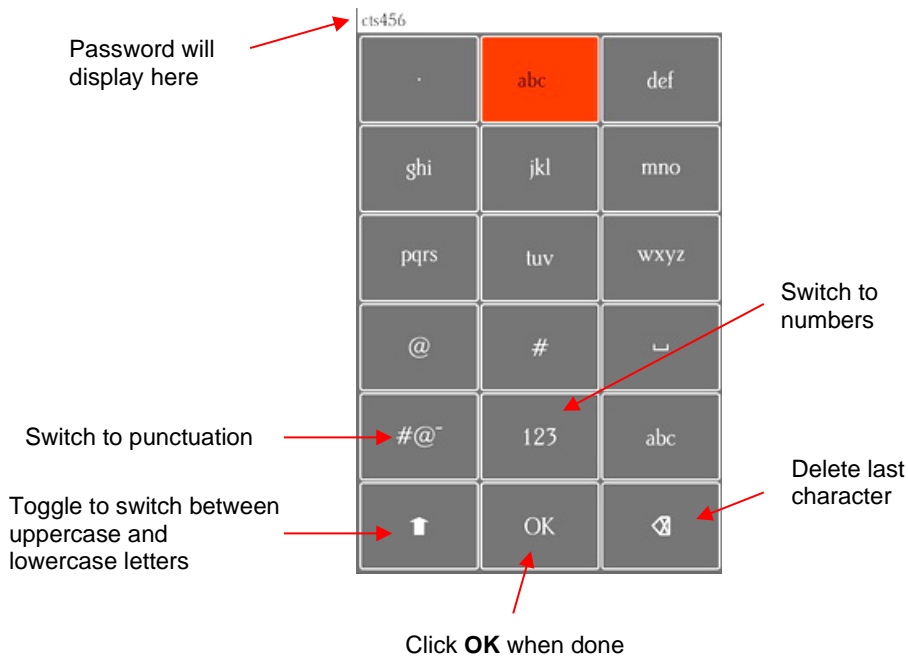 cts456
Password will
display here
. abc def
ghi jkl mno
pqrs tuv wxyz
Switch to
numbers
@ # ⌴
Switch to punctuation
#@¯ 123 abc
Delete last
character
Toggle to switch between
uppercase and
lowercase letters
OK
Click OK when done